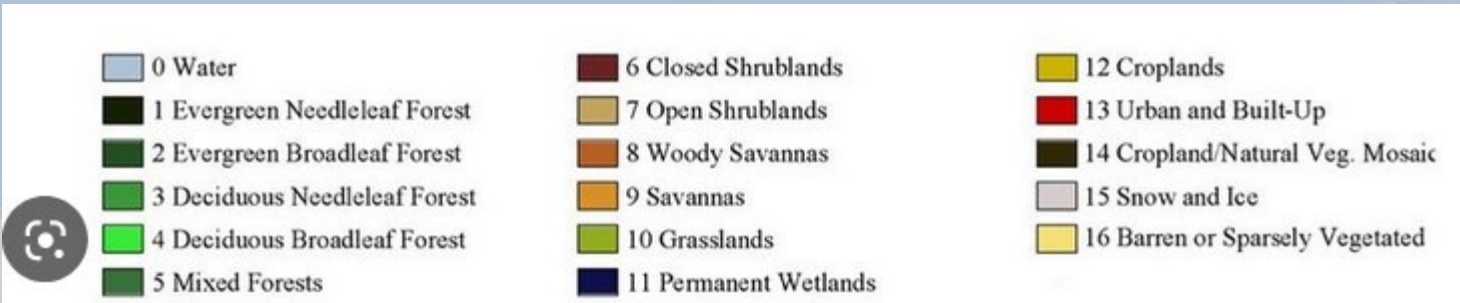 0 Water
1 Evergreen Needleleaf Forest
2 Evergreen Broadleaf Forest
3 Deciduous Needleleaf Forest
4 Deciduous Broadleaf Forest
5 Mixed Forests
6 Closed Shrublands
7 Open Shrublands
8 Woody Savannas
9 Savannas
10 Grasslands
11 Permanent Wetlands
12 Croplands
13 Urban and Built-Up
14 Cropland/Natural Veg. Mosaic
15 Snow and Ice
16 Barren or Sparsely Vegetated